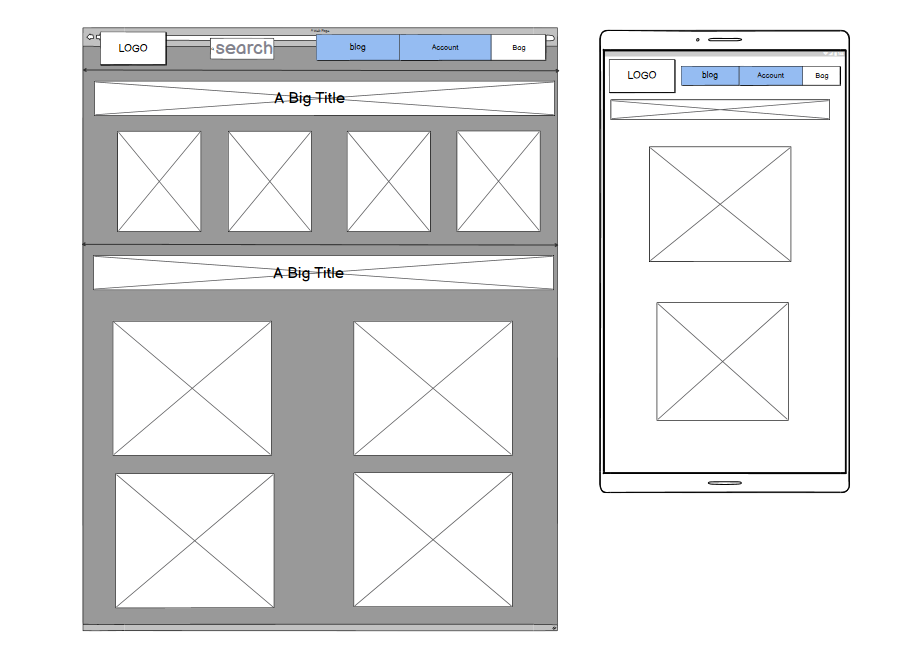 A Web Page
LOGO
search
blog
Account
Bag
A Big Title
A Big Title
LOGO
blog
Account
Bag